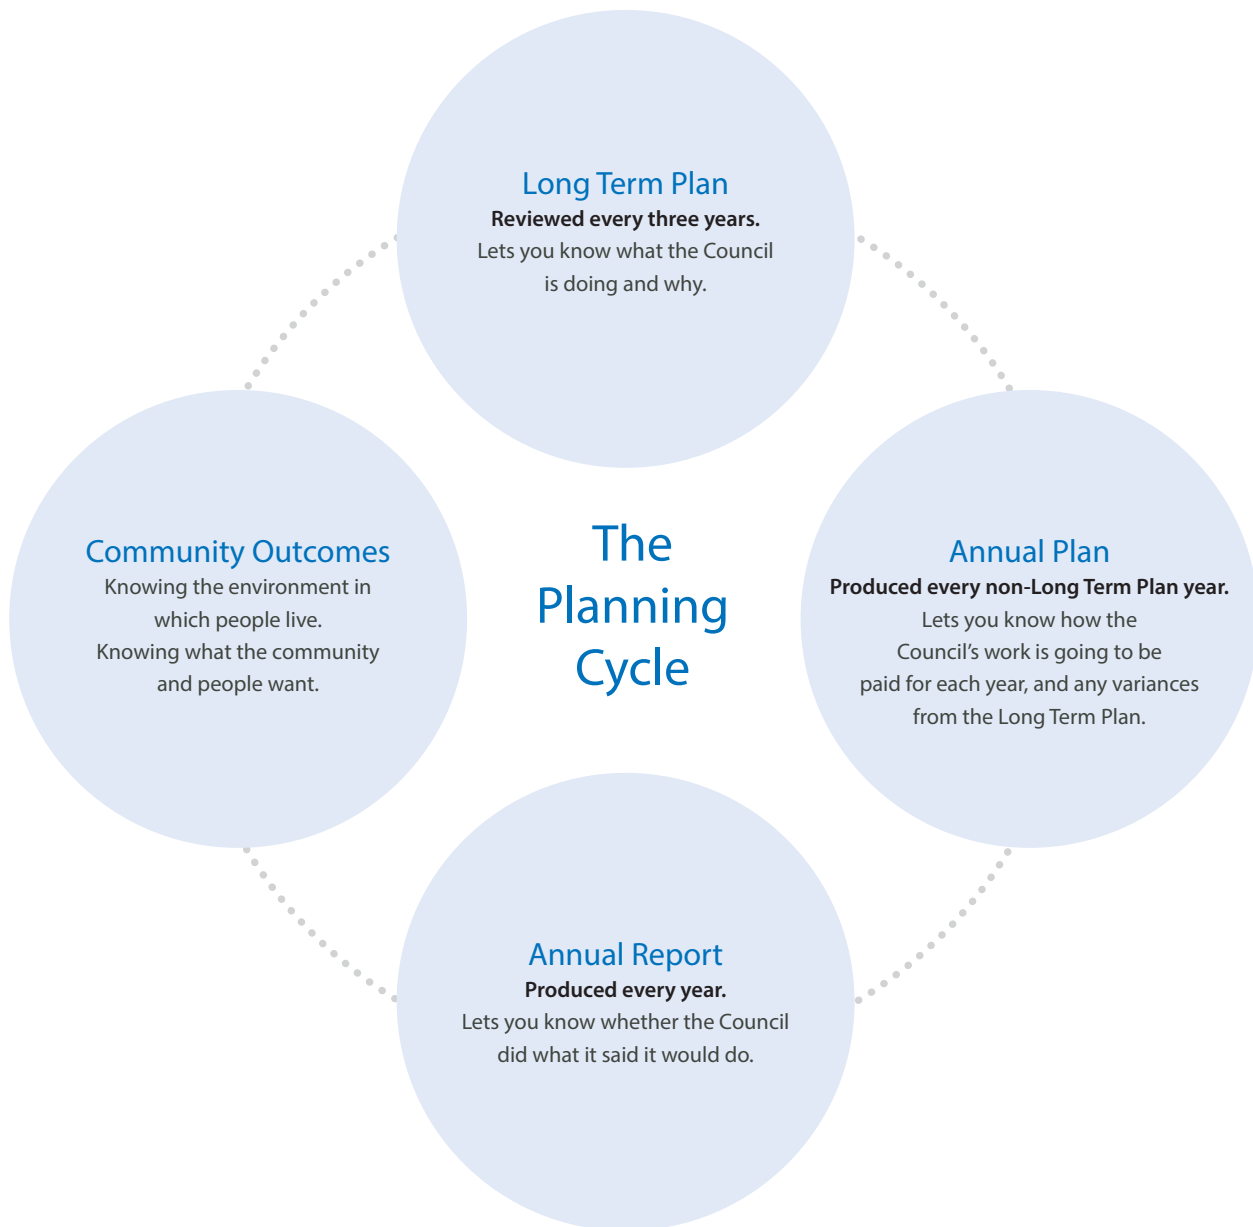 Long Term Plan
Reviewed every three years.
Lets you know what the Council
is doing and why.
Community Outcomes
Knowing the environment in
which people live.
Knowing what the community
and people want.
The
Planning
Cycle
Annual Plan
Produced every non-Long Term Plan year.
Lets you know how the
Council’s work is going to be
paid for each year, and any variances
from the Long Term Plan.
Annual Report
Produced every year.
Lets you know whether the Council
did what it said it would do.